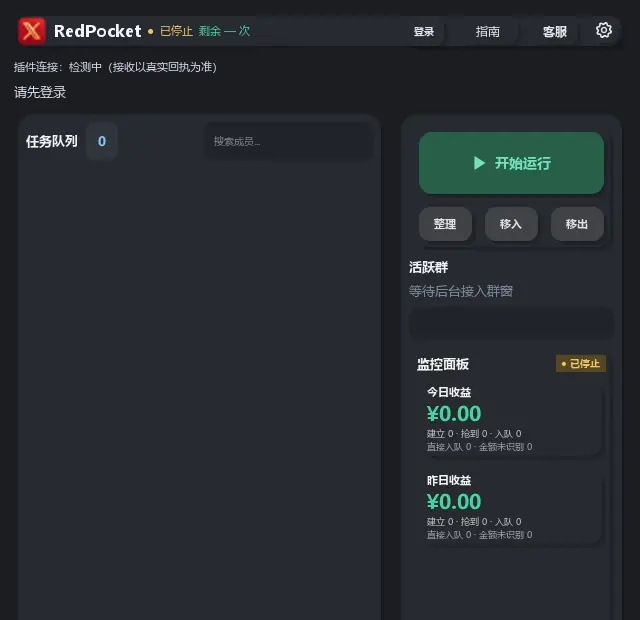 RedPocket • 已停止 剩余 — 次 登录 指南 客服
插件连接：检测中（接收以真实回执为准）
请先登录
任务队列 0 搜索成员...
▶ 开始运行
整理 移入 移出
活跃群
等待后台接入群窗
监控面板 • 已停止
今日收益
¥0.00
建立 0 · 抢到 0 · 入队 0
直接入队 0 · 金额未识别 0
昨日收益
¥0.00
建立 0 · 抢到 0 · 入队 0
直接入队 0 · 金额未识别 0